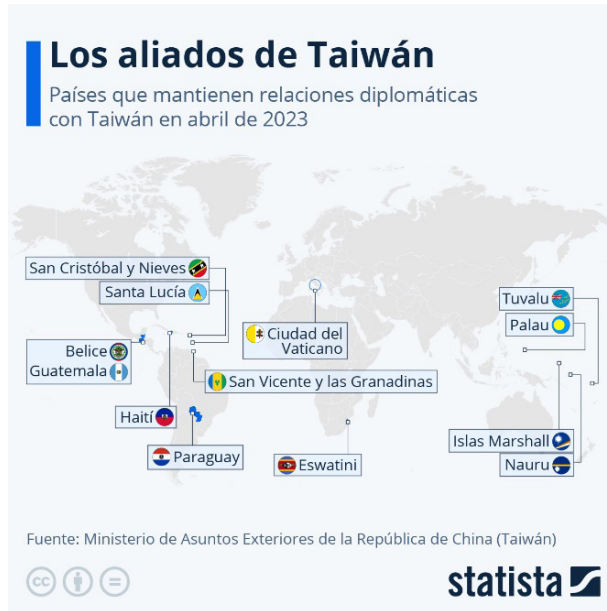 Los aliados de Taiwán
Países que mantienen relaciones diplomáticas
con Taiwán en abril de 2023
San Cristóbal y Nieves
Santa Lucía
Belice
Guatemala
Haití
Paraguay
Ciudad del
Vaticano
San Vicente y las Granadinas
Eswatini
Tuvalu
Palau
Islas Marshall
Nauru
Fuente: Ministerio de Asuntos Exteriores de la República de China (Taiwán)
cc
statista